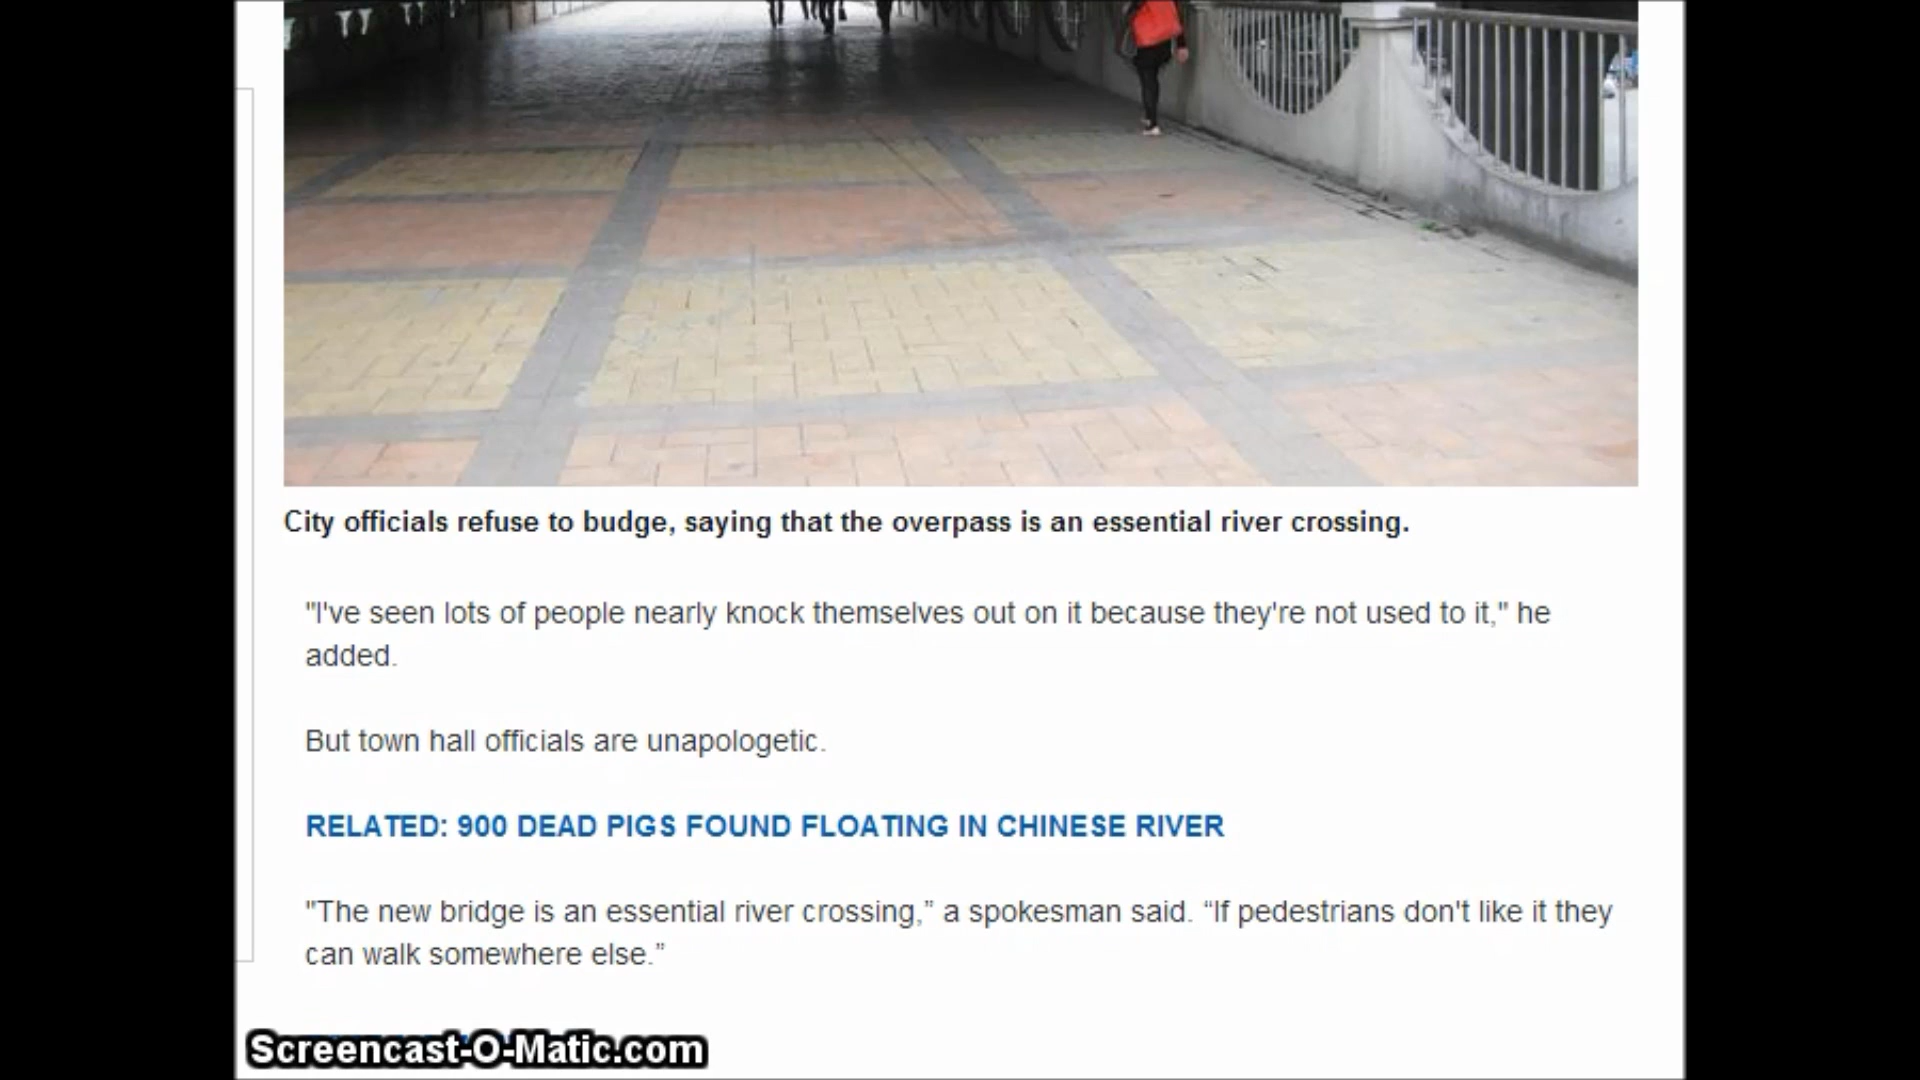 City officials refuse to budge, saying that the overpass is an essential river crossing.
"I've seen lots of people nearly knock themselves out on it because they're not used to it," he
added.
But town hall officials are unapologetic.
RELATED: 900 DEAD PIGS FOUND FLOATING IN CHINESE RIVER
"The new bridge is an essential river crossing,” a spokesman said. “If pedestrians don't like it they
can walk somewhere else.”
Screencast-O-Matic.com